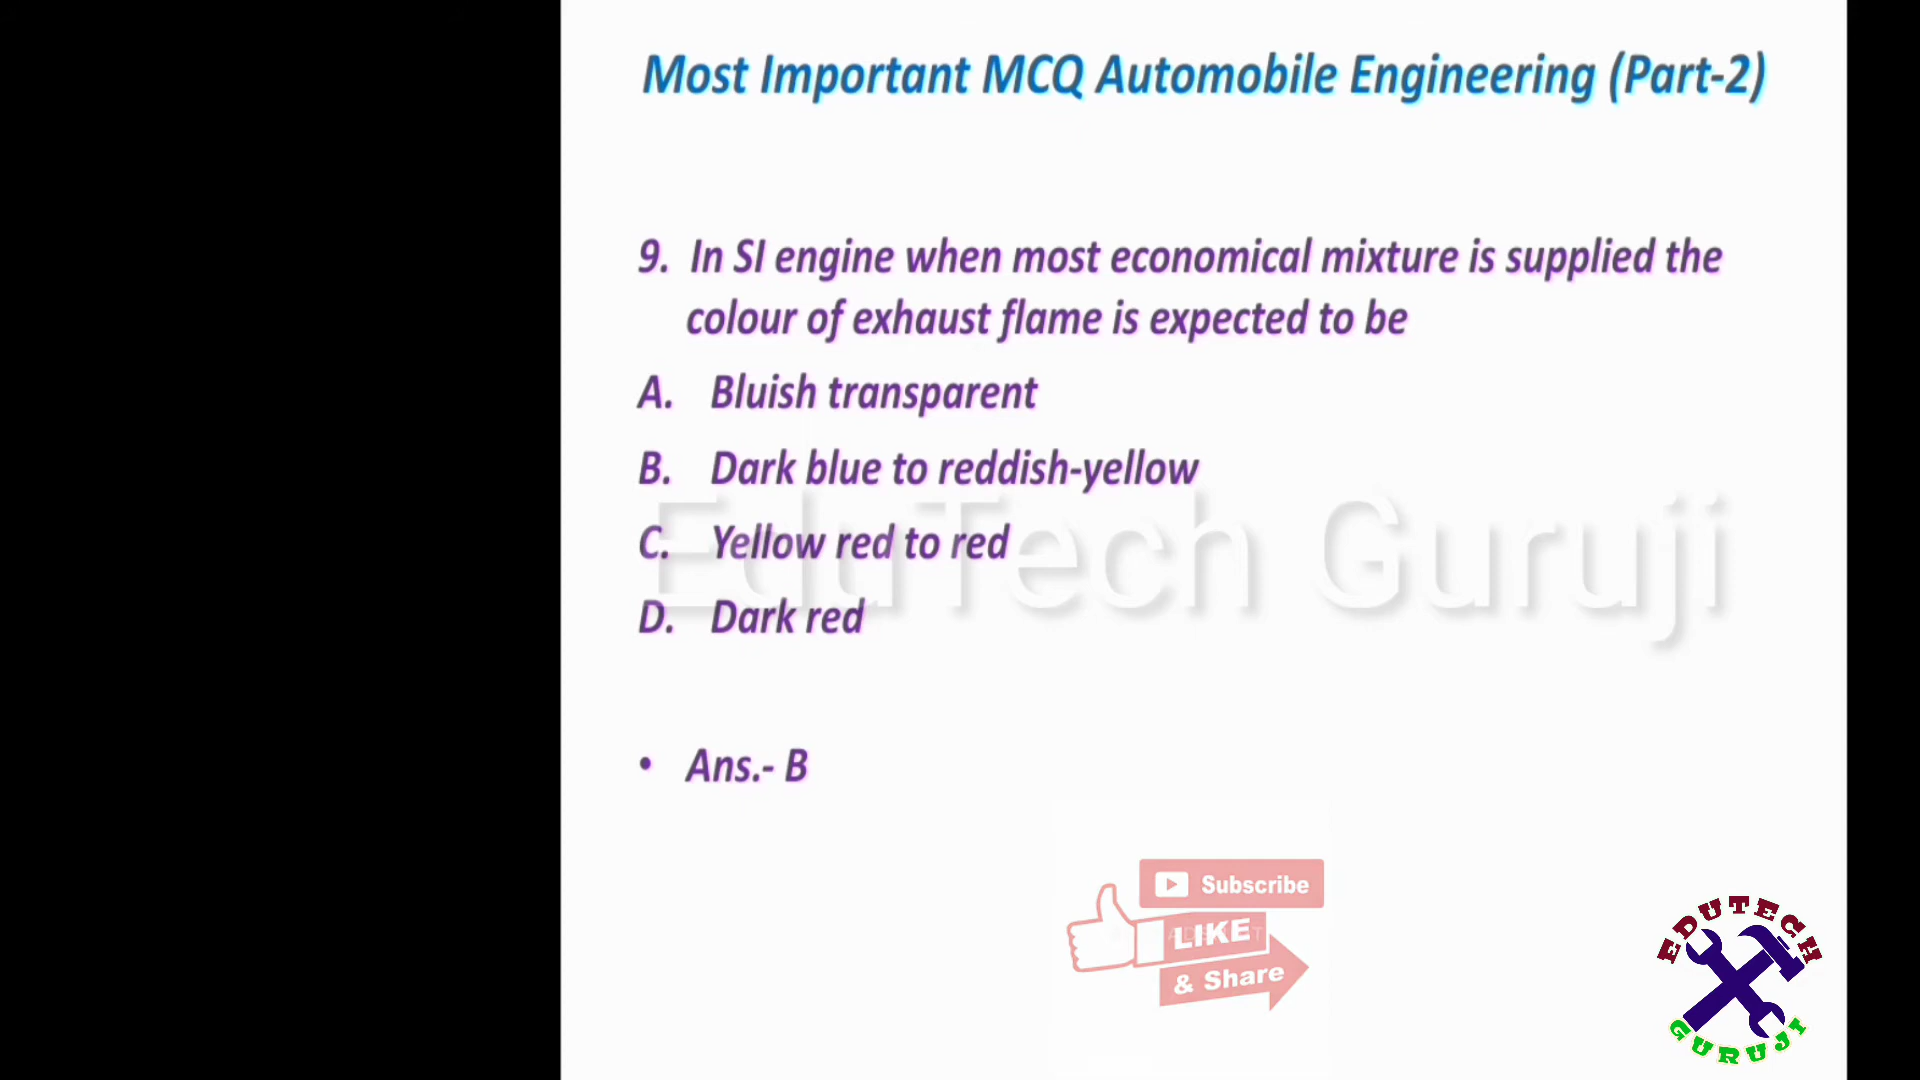 Most Important MCQ Automobile Engineering (Part-2)
9. In SI engine when most economical mixture is supplied the
colour of exhaust flame is expected to be
A. Bluish transparent
B. Dark blue to reddish-yellow
C. Yellow red to red
D. Dark red
EduTech Guruji
• Ans.- B
Subscribe
LIKE
& Share
EDUTECH
GURUJI